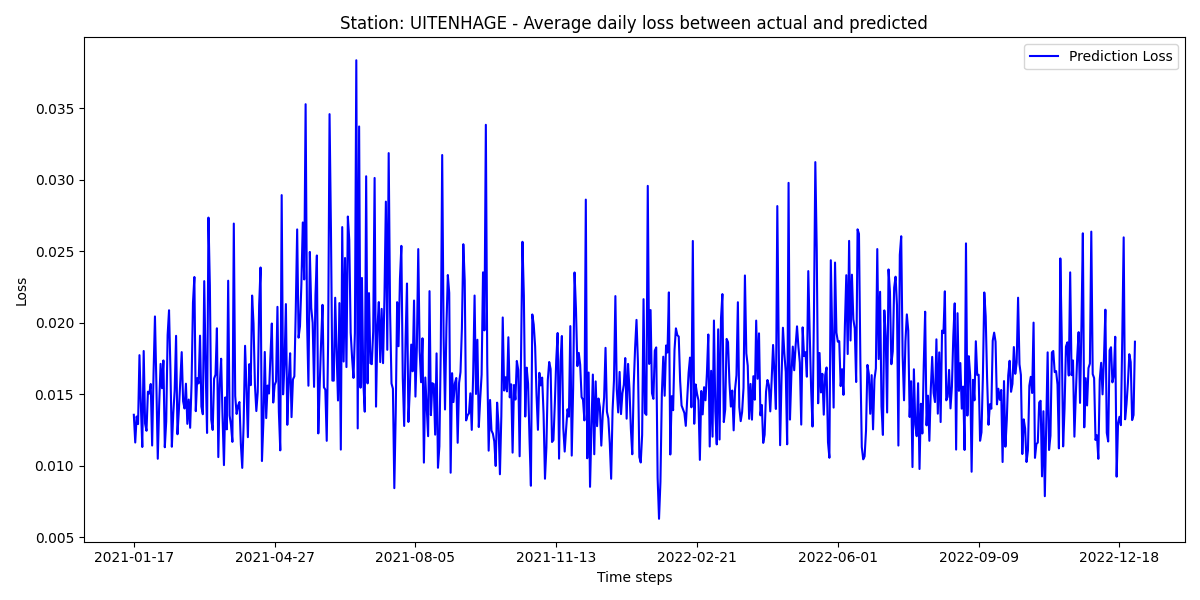 Station: UITENHAGE - Average daily loss between actual and predicted
Prediction Loss
Loss
0.035
0.030
0.025
0.020
0.015
0.010
0.005
2021-01-17 2021-04-27 2021-08-05 2021-11-13 2022-02-21 2022-06-01 2022-09-09 2022-12-18
Time steps